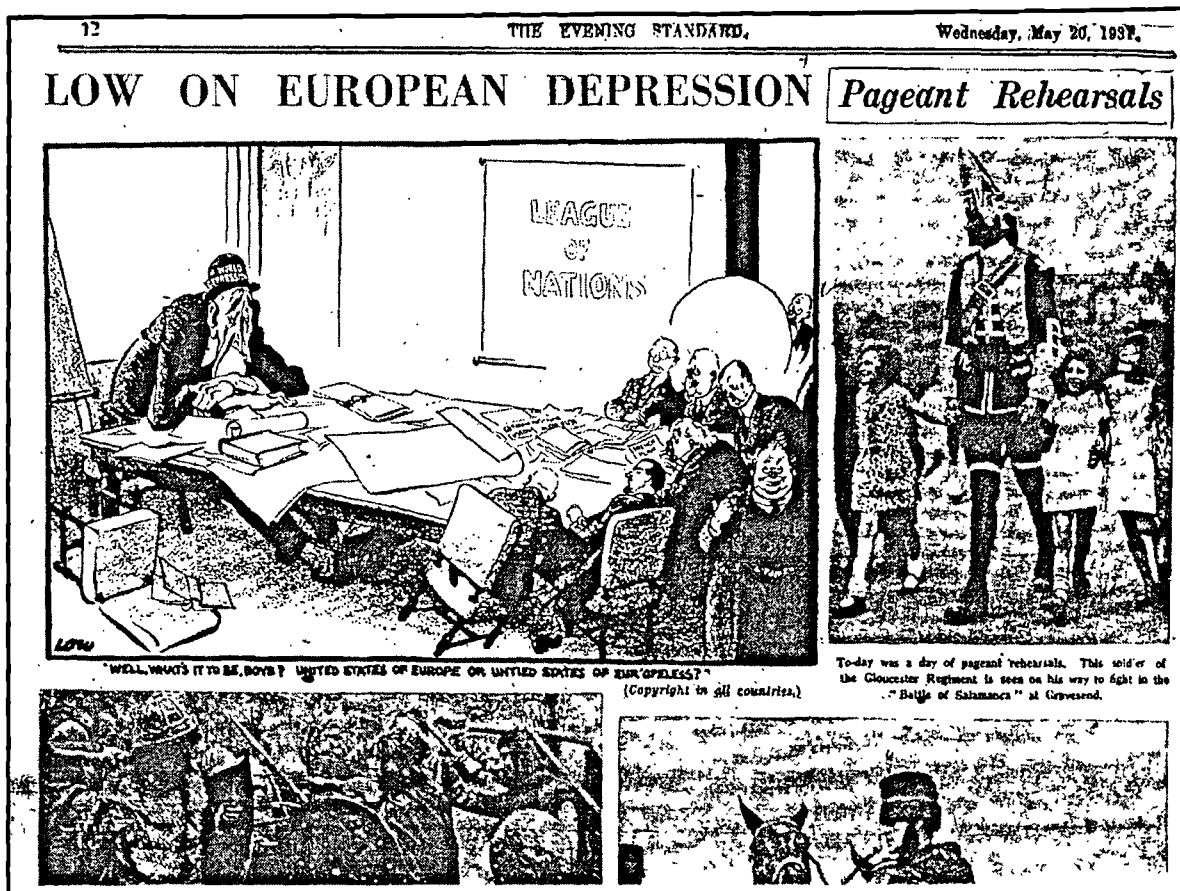 12
THE EVENING STANDARD.
Wednesday, May 20, 1931.
LOW ON EUROPEAN DEPRESSION
Pageant Rehearsals
LEAGUE
OF
NATIONS
LOW
"WELL, WHAT'S IT TO BE, BOYS? UNITED STATES OF EUROPE OR UNTIED STATES OF EUR'OPELESS?"
(Copyright in all countries.)
To-day was a day of pageant rehearsals. This soldier of
the Gloucester Regiment is seen on his way to fight in the
"Battle of Salamanca" at Gravesend.